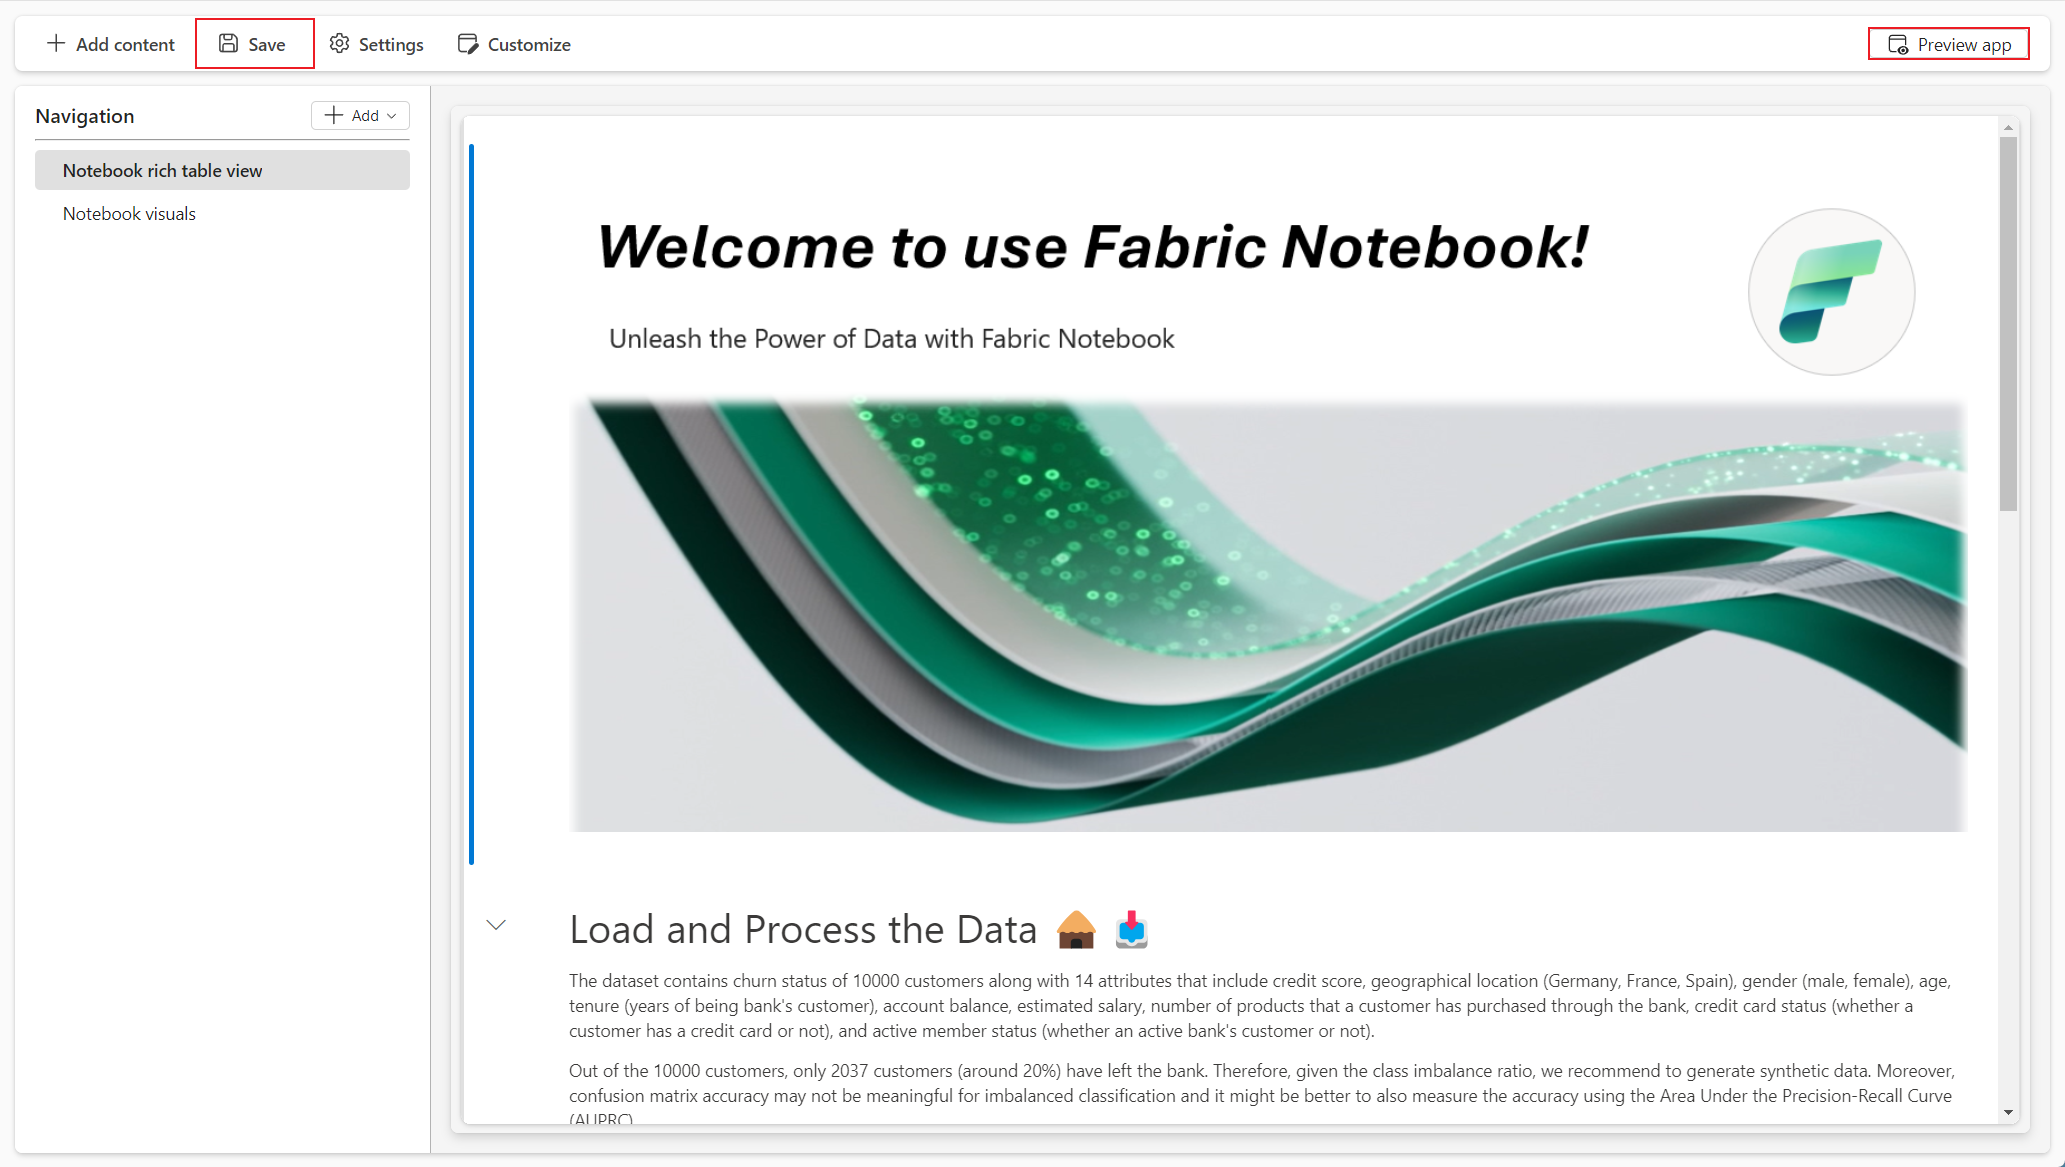 Add content
Save
Settings
Customize
Preview app
Navigation
Add
Notebook rich table view
Notebook visuals
Welcome to use Fabric Notebook!
Unleash the Power of Data with Fabric Notebook
Load and Process the Data
The dataset contains churn status of 10000 customers along with 14 attributes that include credit score, geographical location (Germany, France, Spain), gender (male, female), age,
tenure (years of being bank's customer), account balance, estimated salary, number of products that a customer has purchased through the bank, credit card status (whether a
customer has a credit card or not), and active member status (whether an active bank's customer or not).
Out of the 10000 customers, only 2037 customers (around 20%) have left the bank. Therefore, given the class imbalance ratio, we recommend to generate synthetic data. Moreover,
confusion matrix accuracy may not be meaningful for imbalanced classification and it might be better to also measure the accuracy using the Area Under the Precision-Recall Curve
(AUPRC)